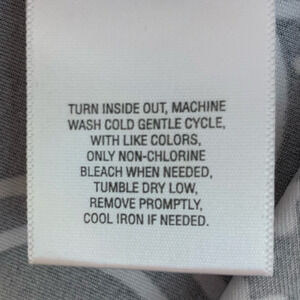 TURN INSIDE OUT, MACHINE
WASH COLD GENTLE CYCLE,
WITH LIKE COLORS,
ONLY NON-CHLORINE
BLEACH WHEN NEEDED,
TUMBLE DRY LOW,
REMOVE PROMPTLY,
COOL IRON IF NEEDED.